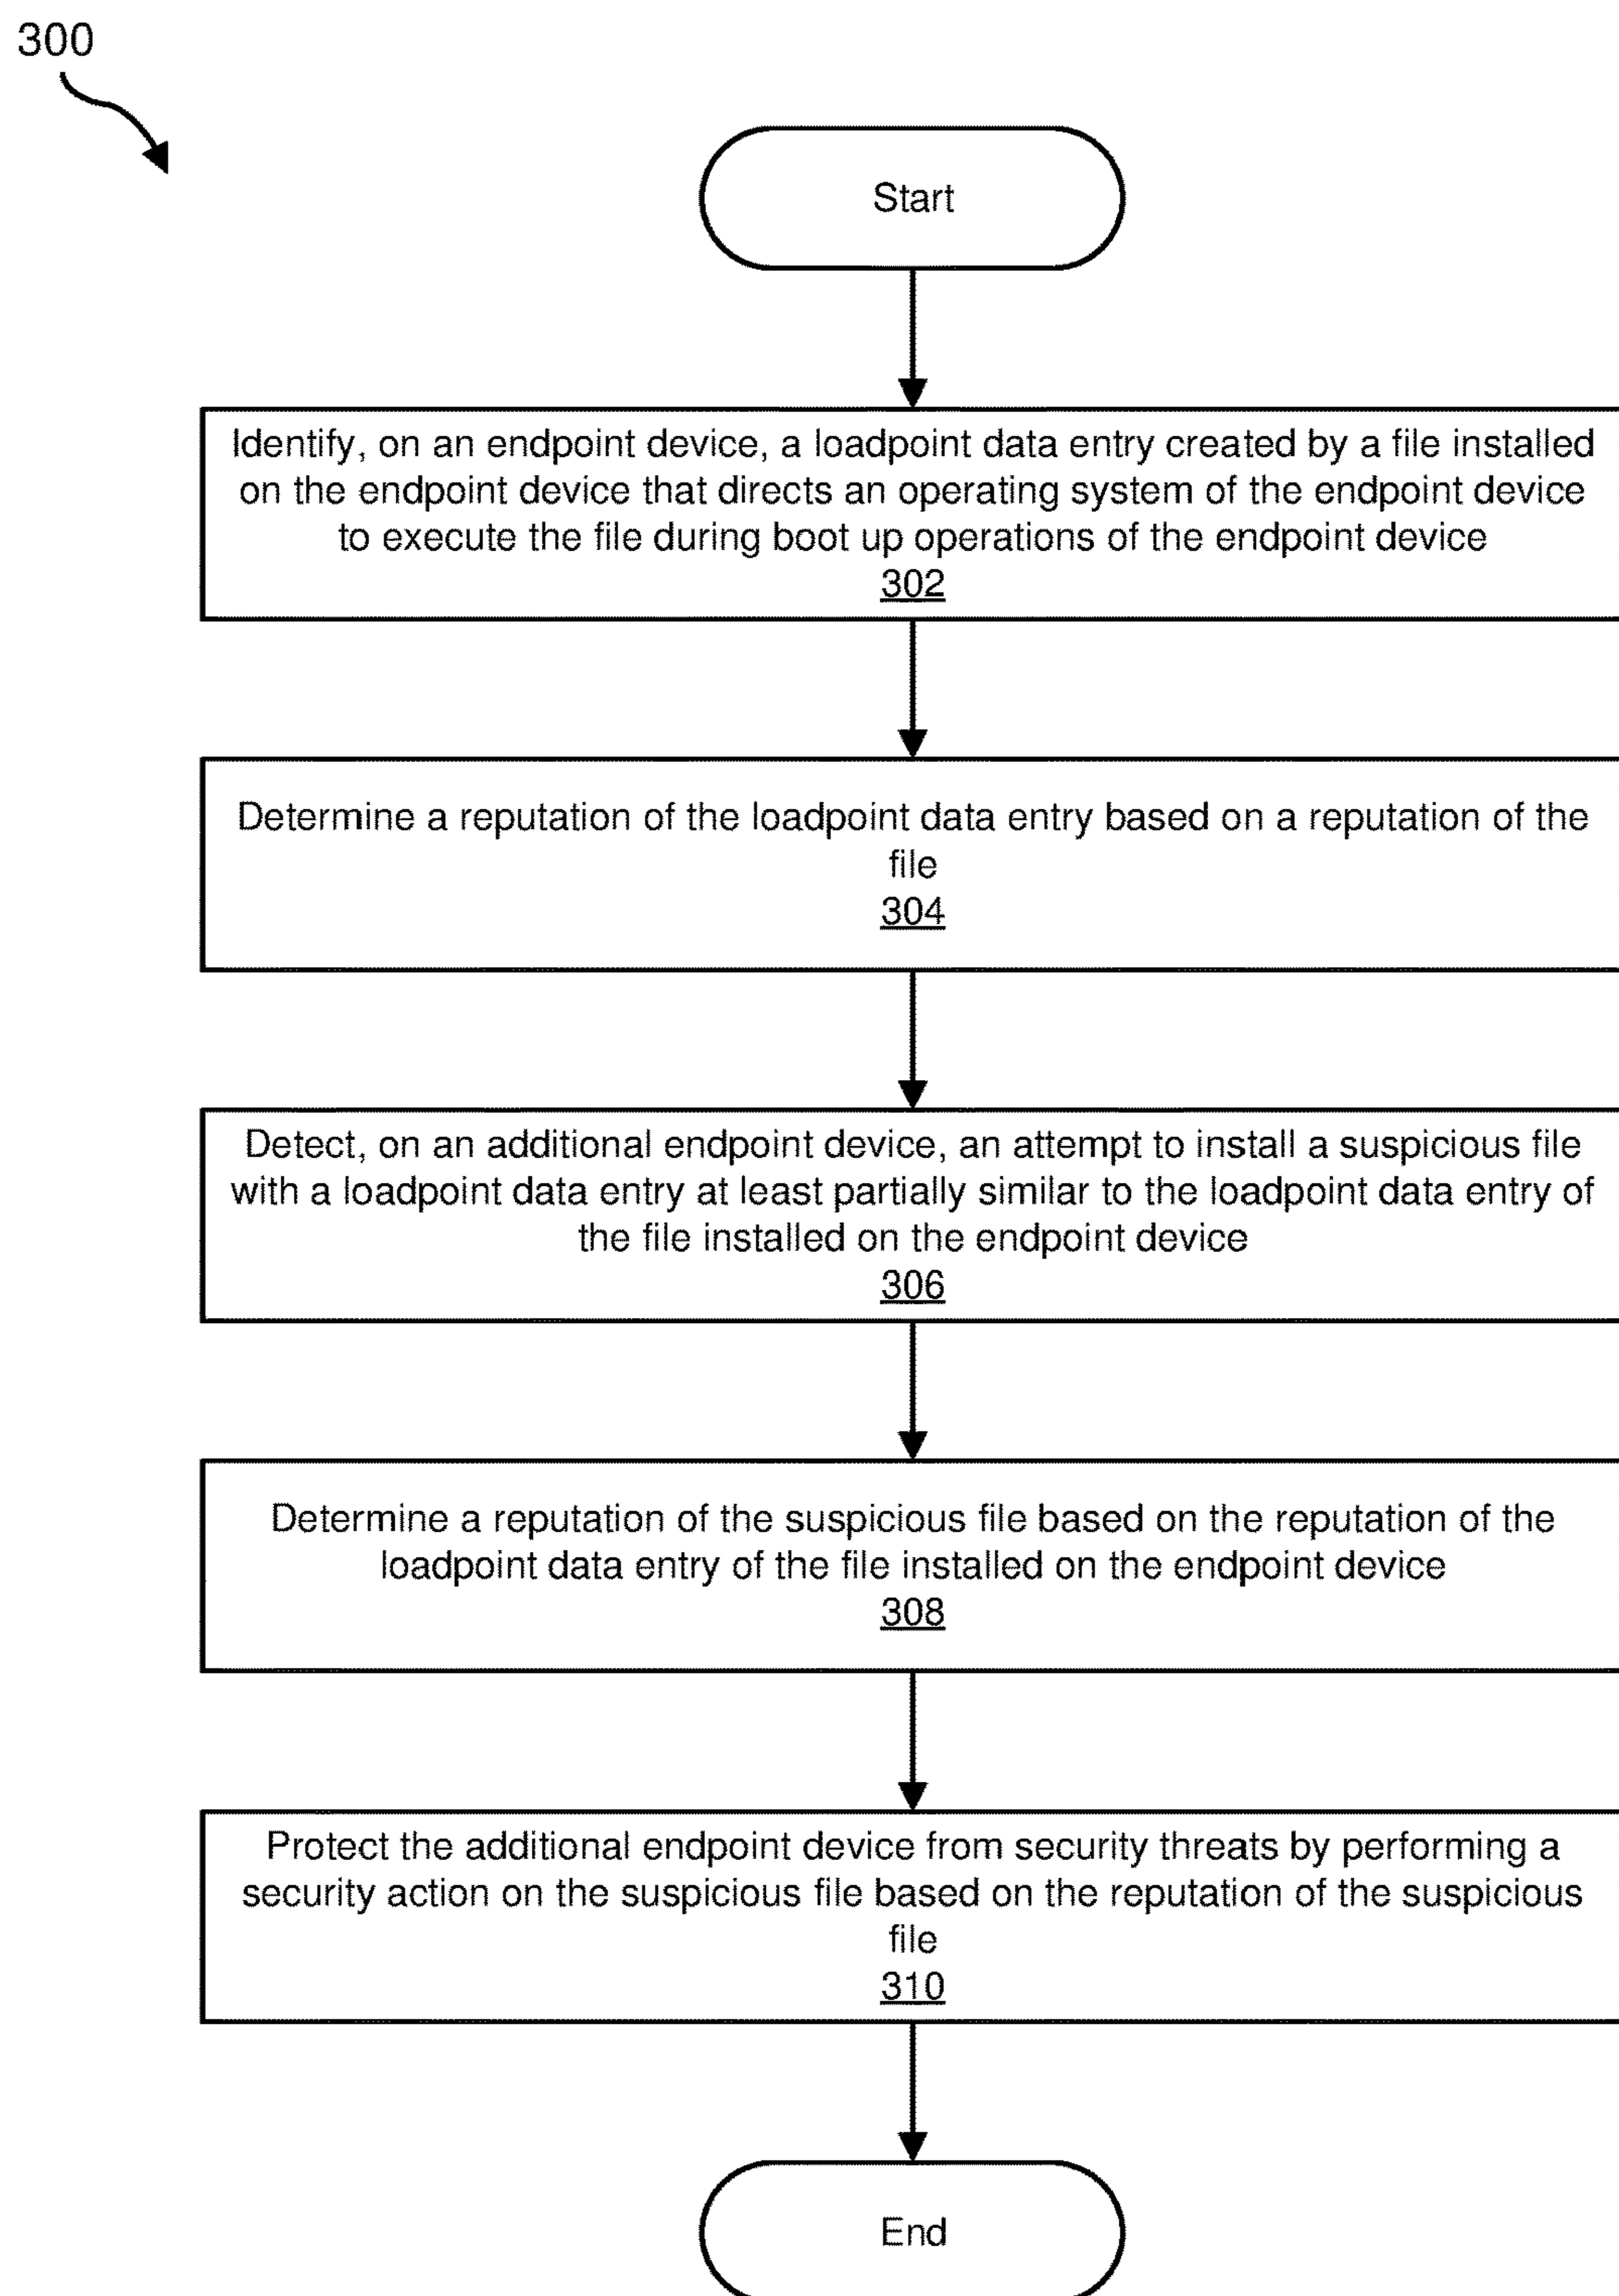 300
Start
Identify, on an endpoint device, a loadpoint data entry created by a file installed
on the endpoint device that directs an operating system of the endpoint device
to execute the file during boot up operations of the endpoint device
302
Determine a reputation of the loadpoint data entry based on a reputation of the
file
304
Detect, on an additional endpoint device, an attempt to install a suspicious file
with a loadpoint data entry at least partially similar to the loadpoint data entry of
the file installed on the endpoint device
306
Determine a reputation of the suspicious file based on the reputation of the
loadpoint data entry of the file installed on the endpoint device
308
Protect the additional endpoint device from security threats by performing a
security action on the suspicious file based on the reputation of the suspicious
file
310
End